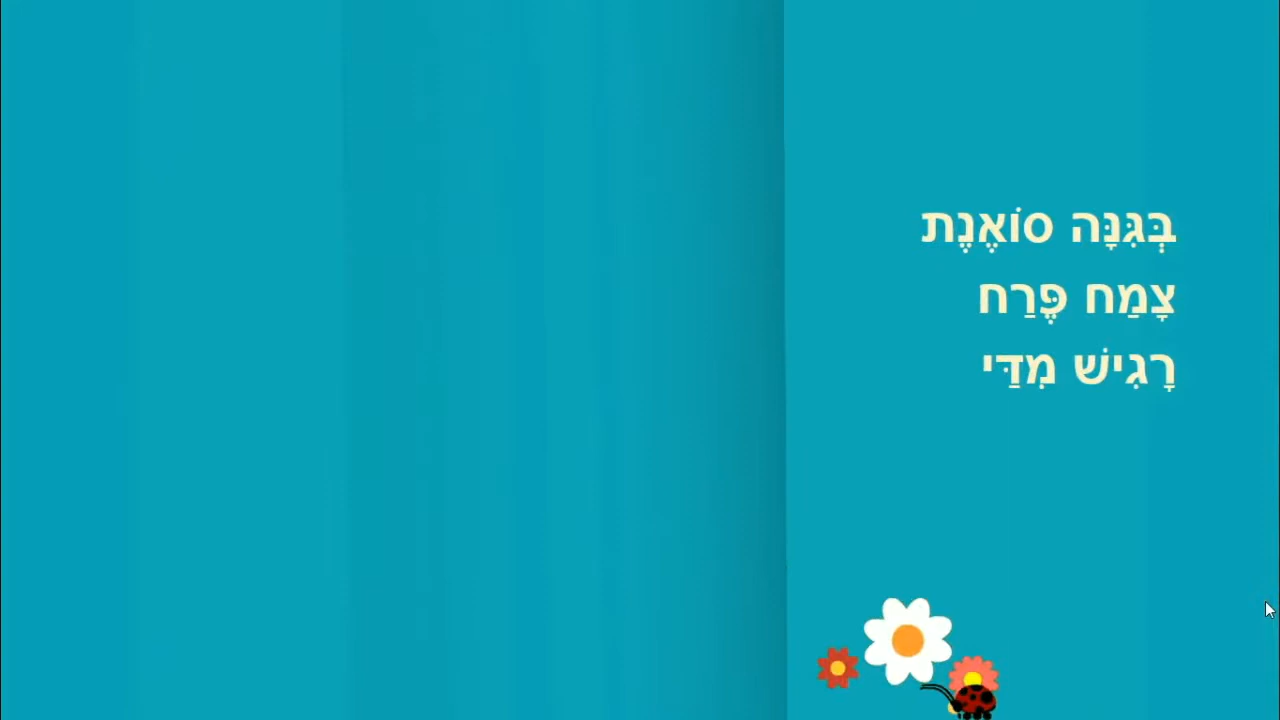 בְּגִּנָּה סוֹאֶנֶת
צָמַח פֶּרַח
רָגִישׁ מִדַּי